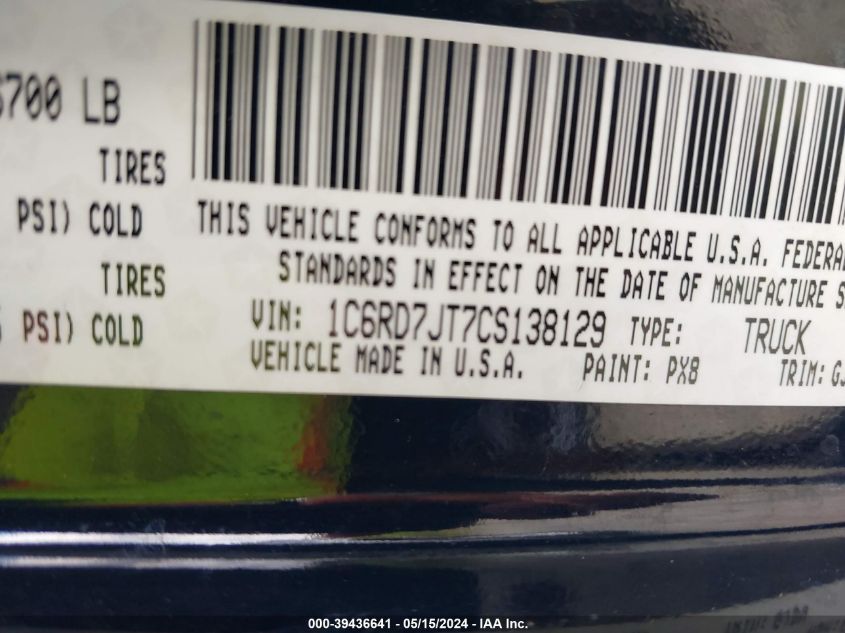 6700 LB
TIRES
PSI) COLD
TIRES
PSI) COLD
THIS VEHICLE CONFORMS TO ALL APPLICABLE U.S.A. FEDERAL
STANDARDS IN EFFECT ON THE DATE OF MANUFACTURE S
VIN: 1C6RD7JT7CS138129 TYPE: TRUCK
VEHICLE MADE IN U.S.A. PAINT: PX8 TRIM: GJ
000-39436641 - 05/15/2024 - IAA Inc.